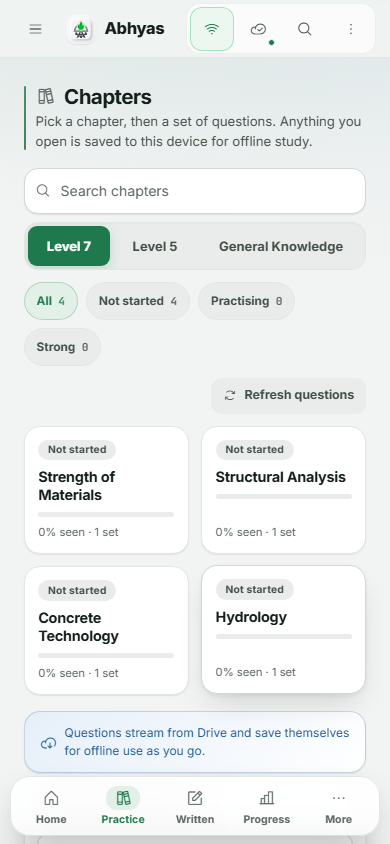 Abhyas
Chapters
Pick a chapter, then a set of questions. Anything you
open is saved to this device for offline study.
Search chapters
Level 7
Level 5
General Knowledge
All 4
Not started 4
Practising 0
Strong 0
Refresh questions
Not started
Strength of
Materials
0% seen · 1 set
Not started
Structural Analysis
0% seen · 1 set
Not started
Concrete
Technology
0% seen · 1 set
Not started
Hydrology
0% seen · 1 set
Questions stream from Drive and save themselves
for offline use as you go.
Home
Practice
Written
Progress
More